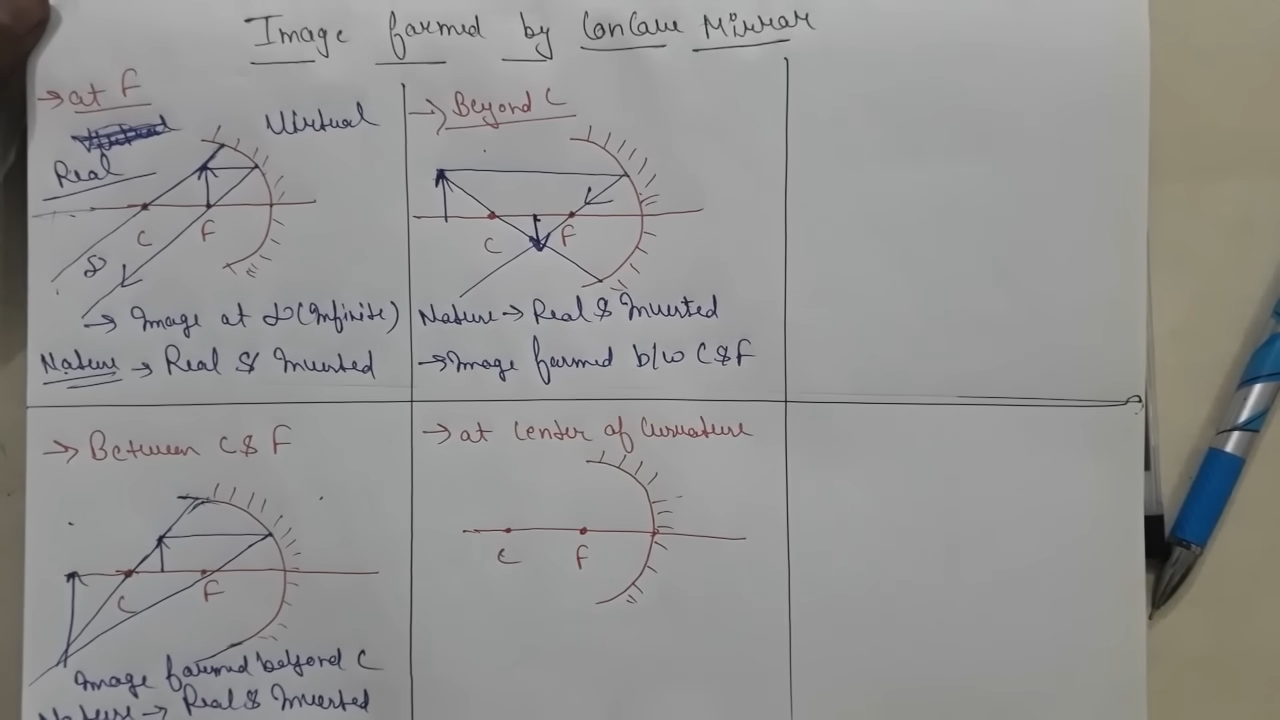 Image formed by Concave Mirror
→ at F
Real
Virtual
C
F
∞
→ Image at ∞ (Infinite)
Nature → Real & Inverted
→ Beyond C
C
F
Nature → Real & Inverted
→ Image formed b/w C & F
→ Between C & F
C
F
Image formed beyond C
Nature → Real & Inverted
→ at center of Curvature
C
F